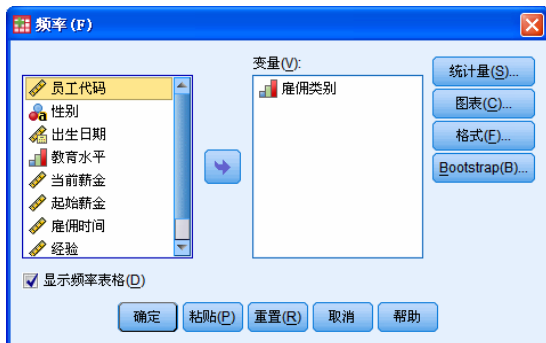 频率(F)
变量(V):
员工代码
性别
出生日期
教育水平
当前薪金
起始薪金
雇佣时间
经验
雇佣类别
统计量(S)...
图表(C)...
格式(F)...
Bootstrap(B)...
显示频率表格(D)
确定
粘贴(P)
重置(R)
取消
帮助